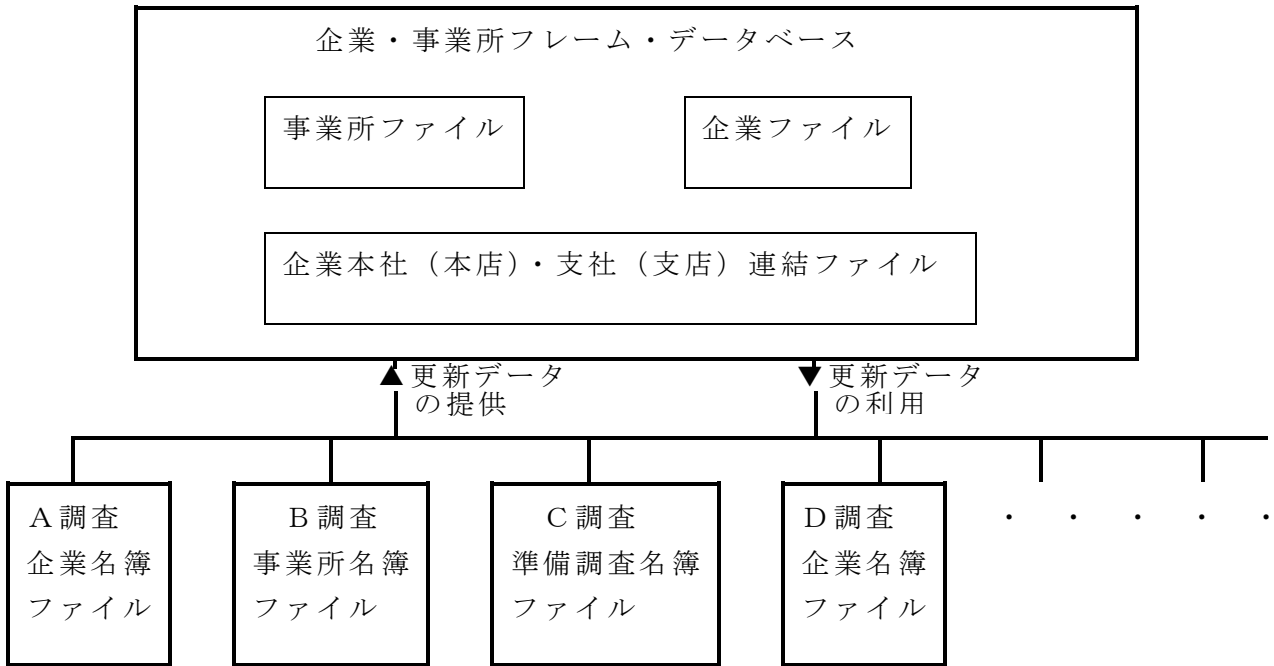 企業・事業所フレーム・データベース
事業所ファイル
企業ファイル
企業本社（本店）・支社（支店）連結ファイル
▲更新データ
の提供
▼更新データ
の利用
Ａ調査
企業名簿
ファイル
Ｂ調査
事業所名簿
ファイル
Ｃ調査
準備調査名簿
ファイル
Ｄ調査
企業名簿
ファイル
・・・・・